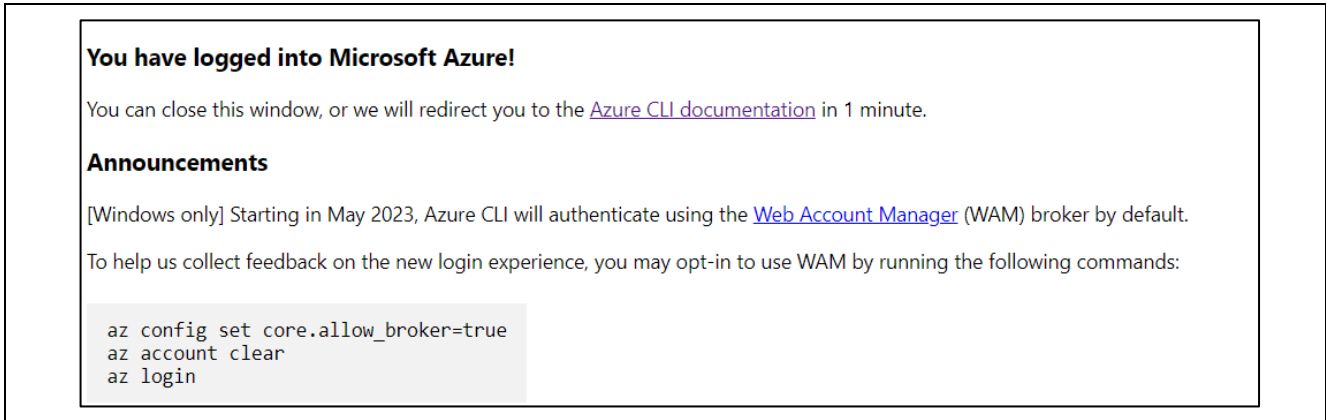 You have logged into Microsoft Azure!
You can close this window, or we will redirect you to the Azure CLI documentation in 1 minute.
Announcements
[Windows only] Starting in May 2023, Azure CLI will authenticate using the Web Account Manager (WAM) broker by default.
To help us collect feedback on the new login experience, you may opt-in to use WAM by running the following commands:
az config set core.allow_broker=true
az account clear
az login